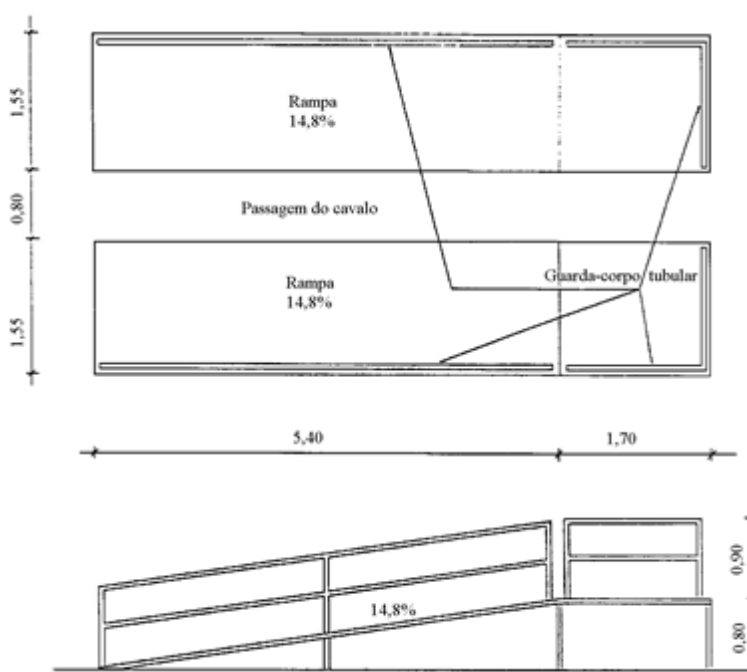 1,55
Rampa
14,8%
0,80
Passagem do cavalo
1,55
Rampa
14,8%
Guarda-corpo tubular
5,40
1,70
14,8%
0,90
0,80